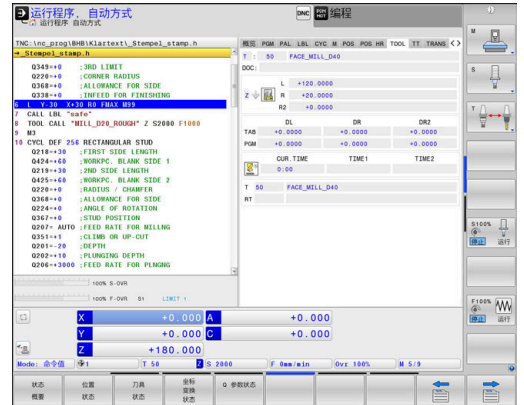 运行程序, 自动方式
运行程序 自动方式
DNC
编程
TNC:\nc_prog\BHB\Klartext\_Stempel_stamp.h
→_Stempel_stamp.h
Q349=+0 ;3RD LIMIT
Q220=+0 ;CORNER RADIUS
Q368=+0 ;ALLOWANCE FOR SIDE
Q338=+0 ;INFEED FOR FINISHING
6 L Y-30 X+30 R0 FMAX M99
7 CALL LBL "safe"
8 TOOL CALL "MILL_D20_ROUGH" Z S2000 F1000
9 M3
10 CYCL DEF 256 RECTANGULAR STUD
Q218=+30 ;FIRST SIDE LENGTH
Q424=+60 ;WORKPC. BLANK SIDE 1
Q219=+30 ;2ND SIDE LENGTH
Q425=+60 ;WORKPC. BLANK SIDE 2
Q220=+0 ;RADIUS / CHAMFER
Q368=+0 ;ALLOWANCE FOR SIDE
Q224=+0 ;ANGLE OF ROTATION
Q367=+0 ;STUD POSITION
Q207= AUTO ;FEED RATE FOR MILLNG
Q351=+1 ;CLIMB OR UP-CUT
Q201=-20 ;DEPTH
Q202=+10 ;PLUNGING DEPTH
Q206=+3000 ;FEED RATE FOR PLNGNG
概览 PGM PAL LBL CYC M POS POS HR TOOL TT TRANS
T : 50 FACE_MILL_D40
DOC:
Z
L +120.0000
R +20.0000
R2 +0.0000
DL DR DR2
TAB +0.0000 +0.0000 +0.0000
PGM +0.0000 +0.0000 +0.0000
CUR.TIME TIME1 TIME2
0:00
T 50 FACE_MILL_D40
RT
100% S-OVR
100% F-OVR S1 LIMIT 1
X +0.000 A +0.000
Y +0.000 C +0.000
Z +180.000
Mode: 命令值 1 T 50 Z S 2000 F 0mm/min Ovr 100% M 5/9
状态 概要
位置 状态
刀具 状态
坐标 变换 状态
Q 参数状态
M
S
T
S100%
停止 运行
F100%
停止 运行